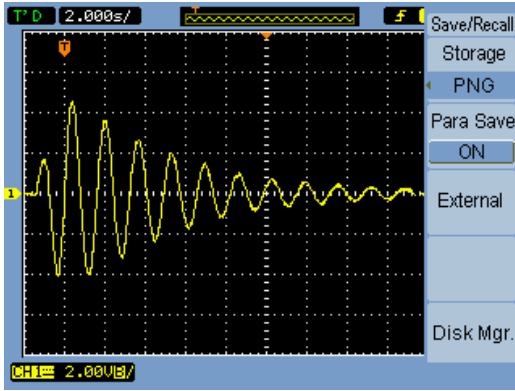 T'D 2.000s/ T f
Save/Recall
Storage
T
PNG
Para Save
ON
1
External
Disk Mgr.
CH1 2.00VB/